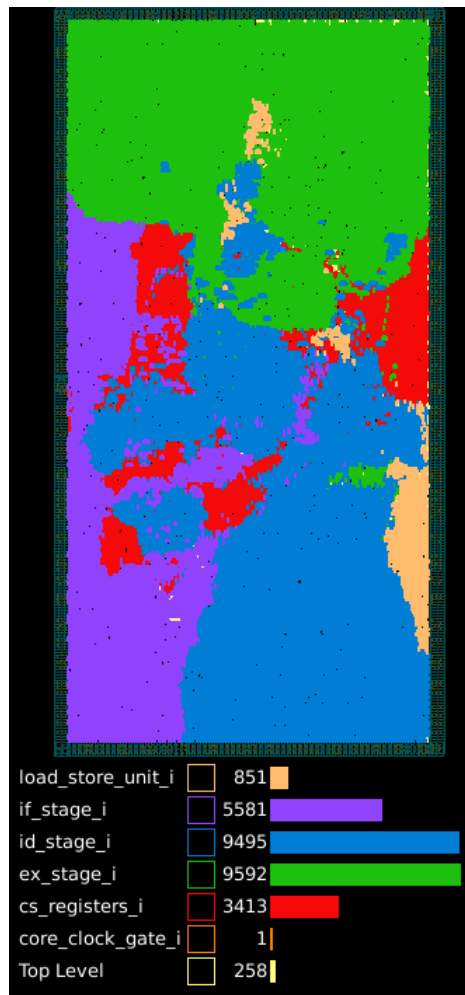 load_store_unit_i 851
if_stage_i 5581
id_stage_i 9495
ex_stage_i 9592
cs_registers_i 3413
core_clock_gate_i 1
Top Level 258